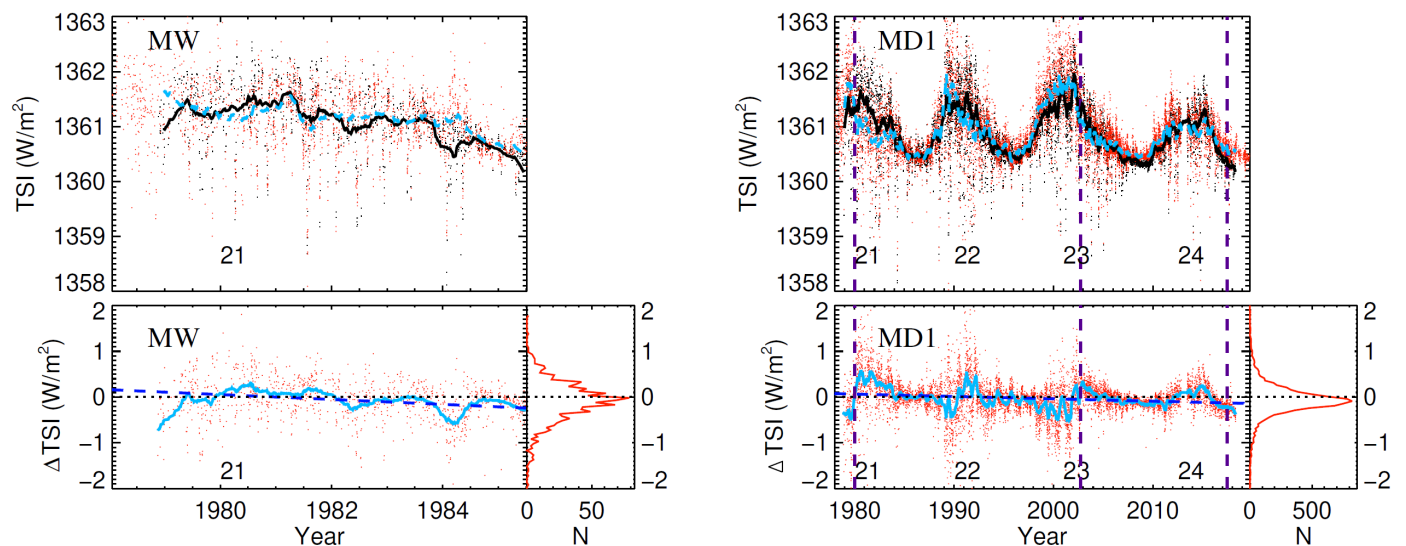 1363
1362
1361
1360
1359
1358
TSI (W/m²)
MW
21
2
1
0
−1
−2
Δ TSI (W/m²)
MW
21
2
1
0
−1
−2
1980 1982 1984 0 50
Year N
1363
1362
1361
1360
1359
1358
TSI (W/m²)
MD1
21 22 23 24
2
1
0
−1
−2
Δ TSI (W/m²)
MD1
21 22 23 24
2
1
0
−1
−2
1980 1990 2000 2010 0 500
Year N